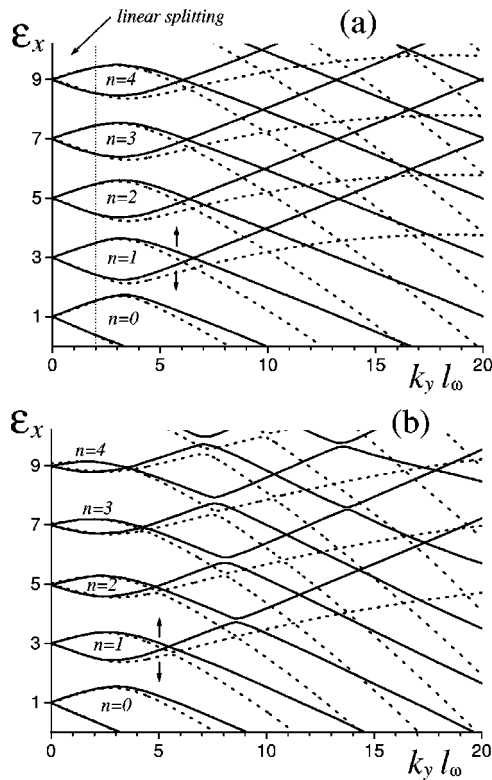 linear splitting
εx
(a)
9
n=4
7
n=3
5
n=2
3
n=1
1
n=0
0
5
10
15
20
ky lω
εx
(b)
n=4
9
n=3
7
n=2
5
n=1
3
n=0
1
0
5
10
15
20
ky lω